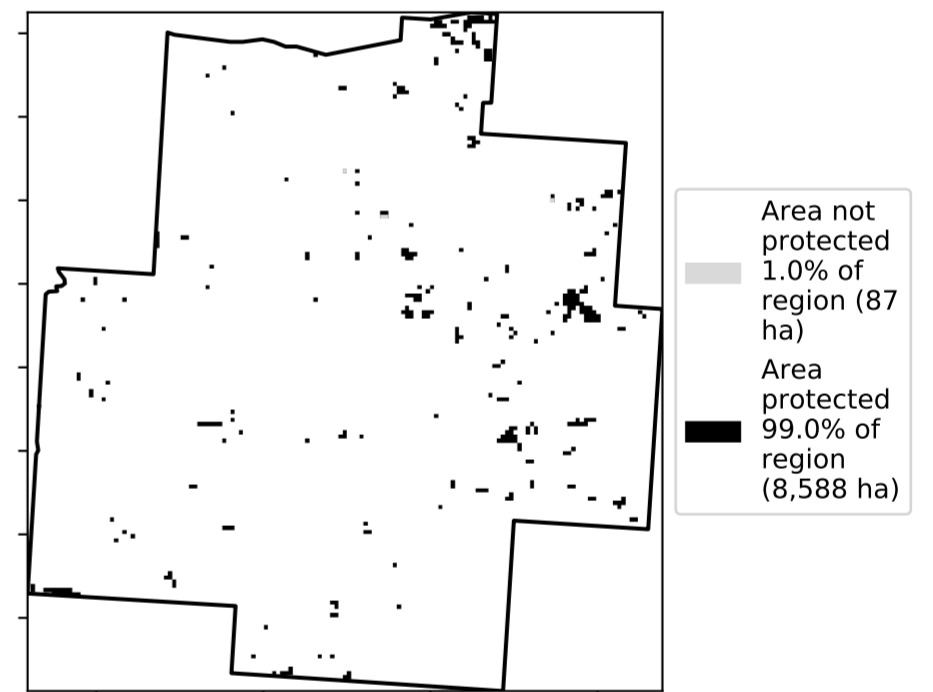 Area not
protected
1.0% of
region (87
ha)
Area
protected
99.0% of
region
(8,588 ha)